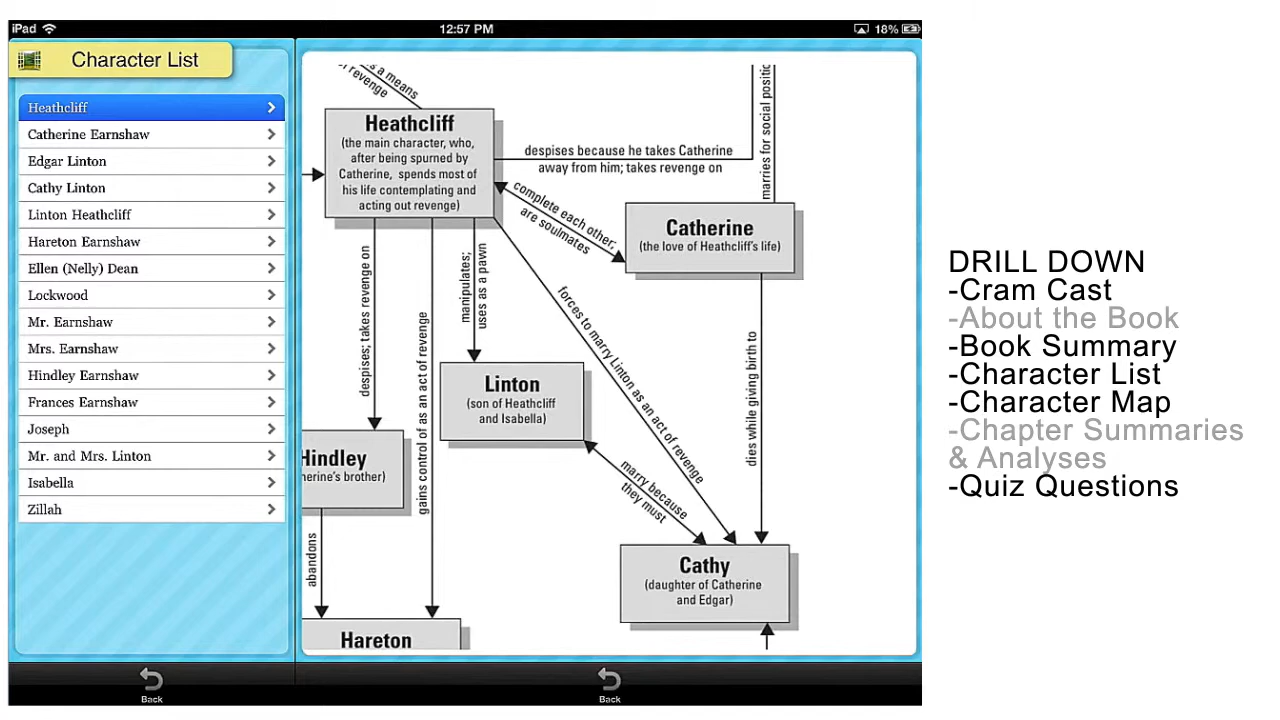 iPad
12:57 PM
18%
Character List
Heathcliff
Catherine Earnshaw
Edgar Linton
Cathy Linton
Linton Heathcliff
Hareton Earnshaw
Ellen (Nelly) Dean
Lockwood
Mr. Earnshaw
Mrs. Earnshaw
Hindley Earnshaw
Frances Earnshaw
Joseph
Mr. and Mrs. Linton
Isabella
Zillah
Back
s a means
of revenge
Heathcliff
(the main character, who,
after being spurned by
Catherine, spends most of
his life contemplating and
acting out revenge)
despises because he takes Catherine
away from him; takes revenge on
marries for social positio
complete each other;
are soulmates
Catherine
(the love of Heathcliff's life)
despises; takes revenge on
gains control of as an act of revenge
manipulates;
uses as a pawn
forces to marry Linton as an act of revenge
dies while giving birth to
Linton
(son of Heathcliff
and Isabella)
Hindley
herine's brother)
marry because
they must
abandons
Cathy
(daughter of Catherine
and Edgar)
Hareton
Back
DRILL DOWN
-Cram Cast
-About the Book
-Book Summary
-Character List
-Character Map
-Chapter Summaries
& Analyses
-Quiz Questions